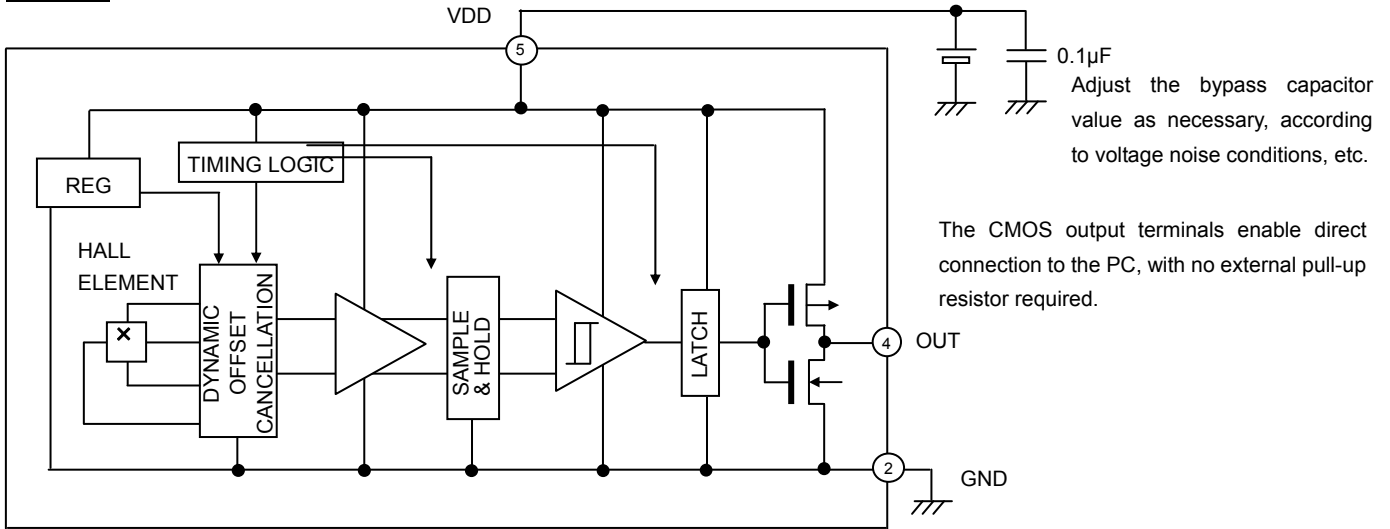 VDD
5
0.1µF
Adjust the bypass capacitor
value as necessary, according
to voltage noise conditions, etc.
TIMING LOGIC
REG
The CMOS output terminals enable direct
connection to the PC, with no external pull-up
resistor required.
HALL
ELEMENT
×
DYNAMIC
OFFSET
CANCELLATION
SAMPLE
& HOLD
LATCH
4
OUT
2
GND